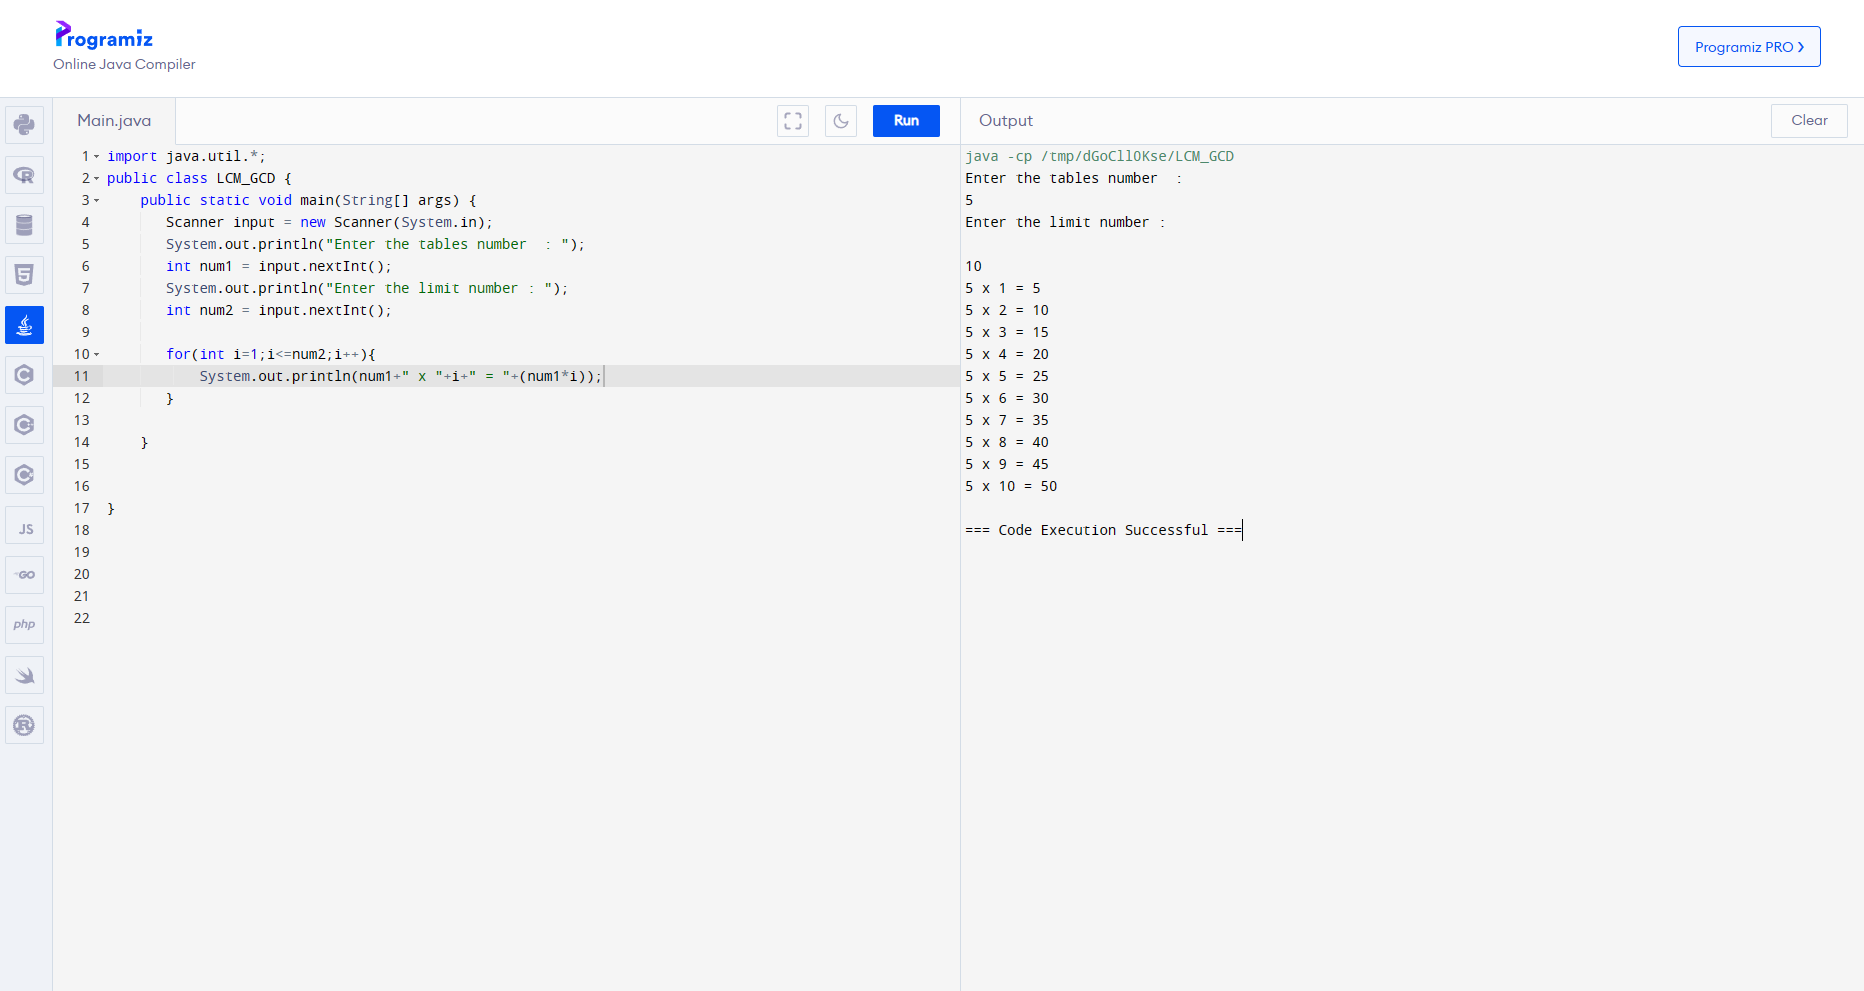 Programiz
Online Java Compiler
Programiz PRO ❯
Main.java
Run
Output
Clear
1 import java.util.*;
2 public class LCM_GCD {
3     public static void main(String[] args) {
4        Scanner input = new Scanner(System.in);
5        System.out.println("Enter the tables number  : ");
6        int num1 = input.nextInt();
7        System.out.println("Enter the limit number : ");
8        int num2 = input.nextInt();
9
10        for(int i=1;i<=num2;i++){
11            System.out.println(num1+" x "+i+" = "+(num1*i));
12        }
13
14     }
15
16
17 }
18
19
20
21
22
java -cp /tmp/dGoCllOKse/LCM_GCD
Enter the tables number  :
5
Enter the limit number :
10
5 x 1 = 5
5 x 2 = 10
5 x 3 = 15
5 x 4 = 20
5 x 5 = 25
5 x 6 = 30
5 x 7 = 35
5 x 8 = 40
5 x 9 = 45
5 x 10 = 50
=== Code Execution Successful ===
R
5
C
C
C
JS
GO
php
R